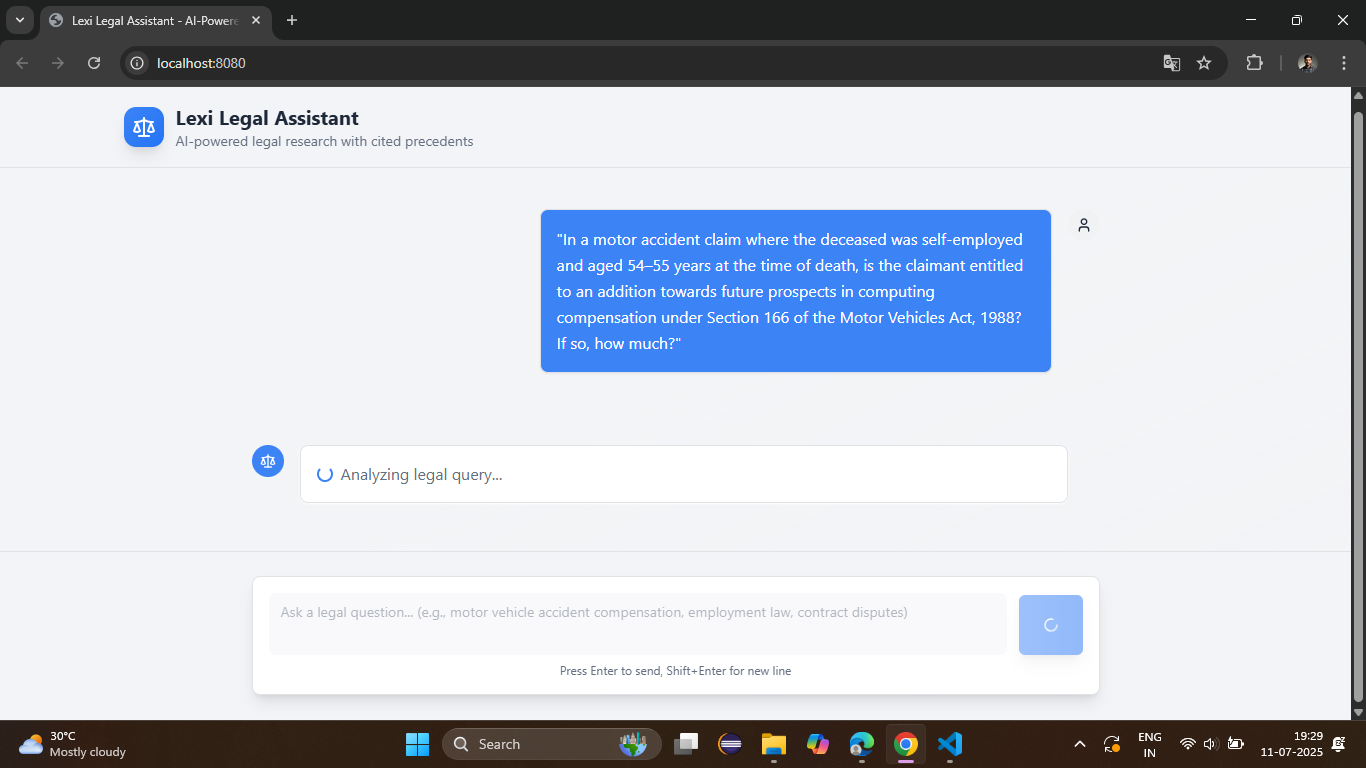 Lexi Legal Assistant - AI-Powere
localhost:8080
Lexi Legal Assistant
AI-powered legal research with cited precedents
"In a motor accident claim where the deceased was self-employed
and aged 54–55 years at the time of death, is the claimant entitled
to an addition towards future prospects in computing
compensation under Section 166 of the Motor Vehicles Act, 1988?
If so, how much?"
Analyzing legal query...
Ask a legal question... (e.g., motor vehicle accident compensation, employment law, contract disputes)
Press Enter to send, Shift+Enter for new line
30°C
Mostly cloudy
Search
ENG
IN
19:29
11-07-2025